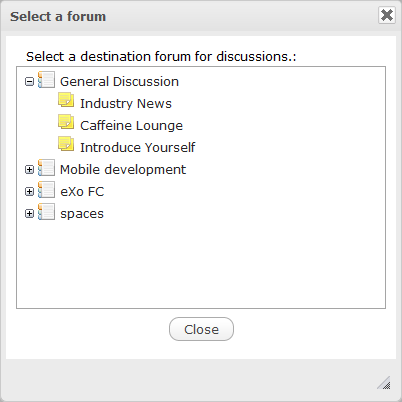 Select a forum
Select a destination forum for discussions.:
General Discussion
Industry News
Caffeine Lounge
Introduce Yourself
Mobile development
eXo FC
spaces
Close